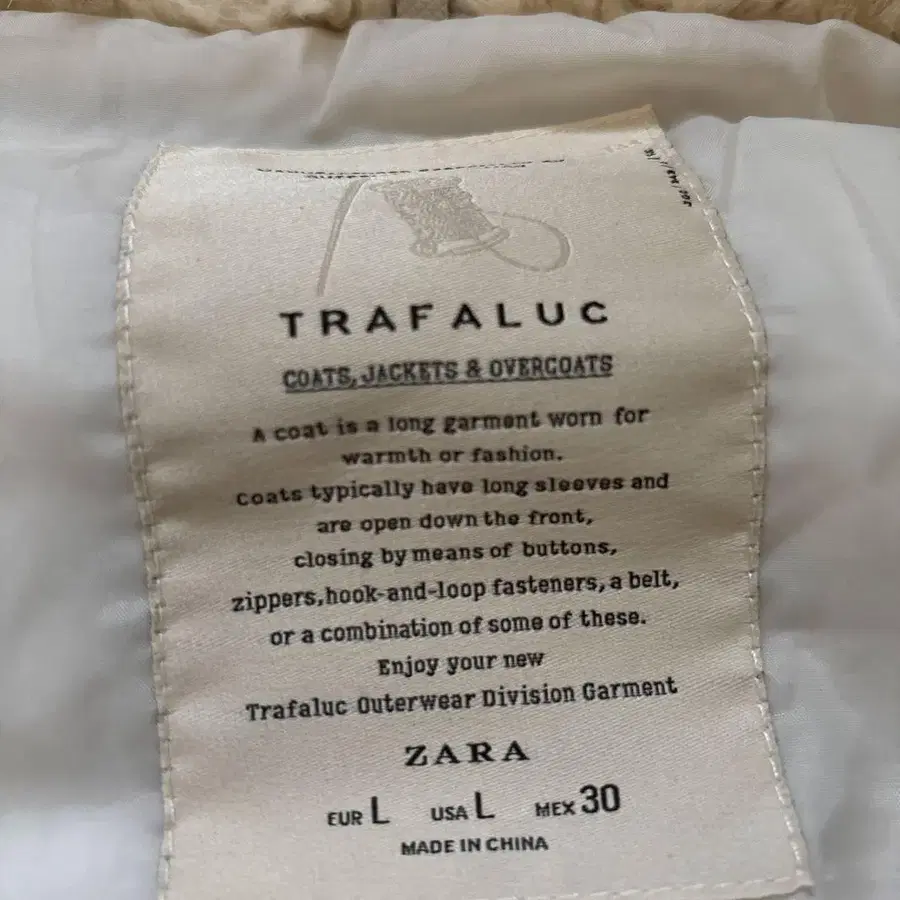 TRAFALUC
COATS, JACKETS & OVERCOATS
A coat is a long garment worn for
warmth or fashion.
Coats typically have long sleeves and
are open down the front,
closing by means of buttons,
zippers, hook-and-loop fasteners, a belt,
or a combination of some of these.
Enjoy your new
Trafaluc Outerwear Division Garment
ZARA
EUR L USA L MEX 30
MADE IN CHINA